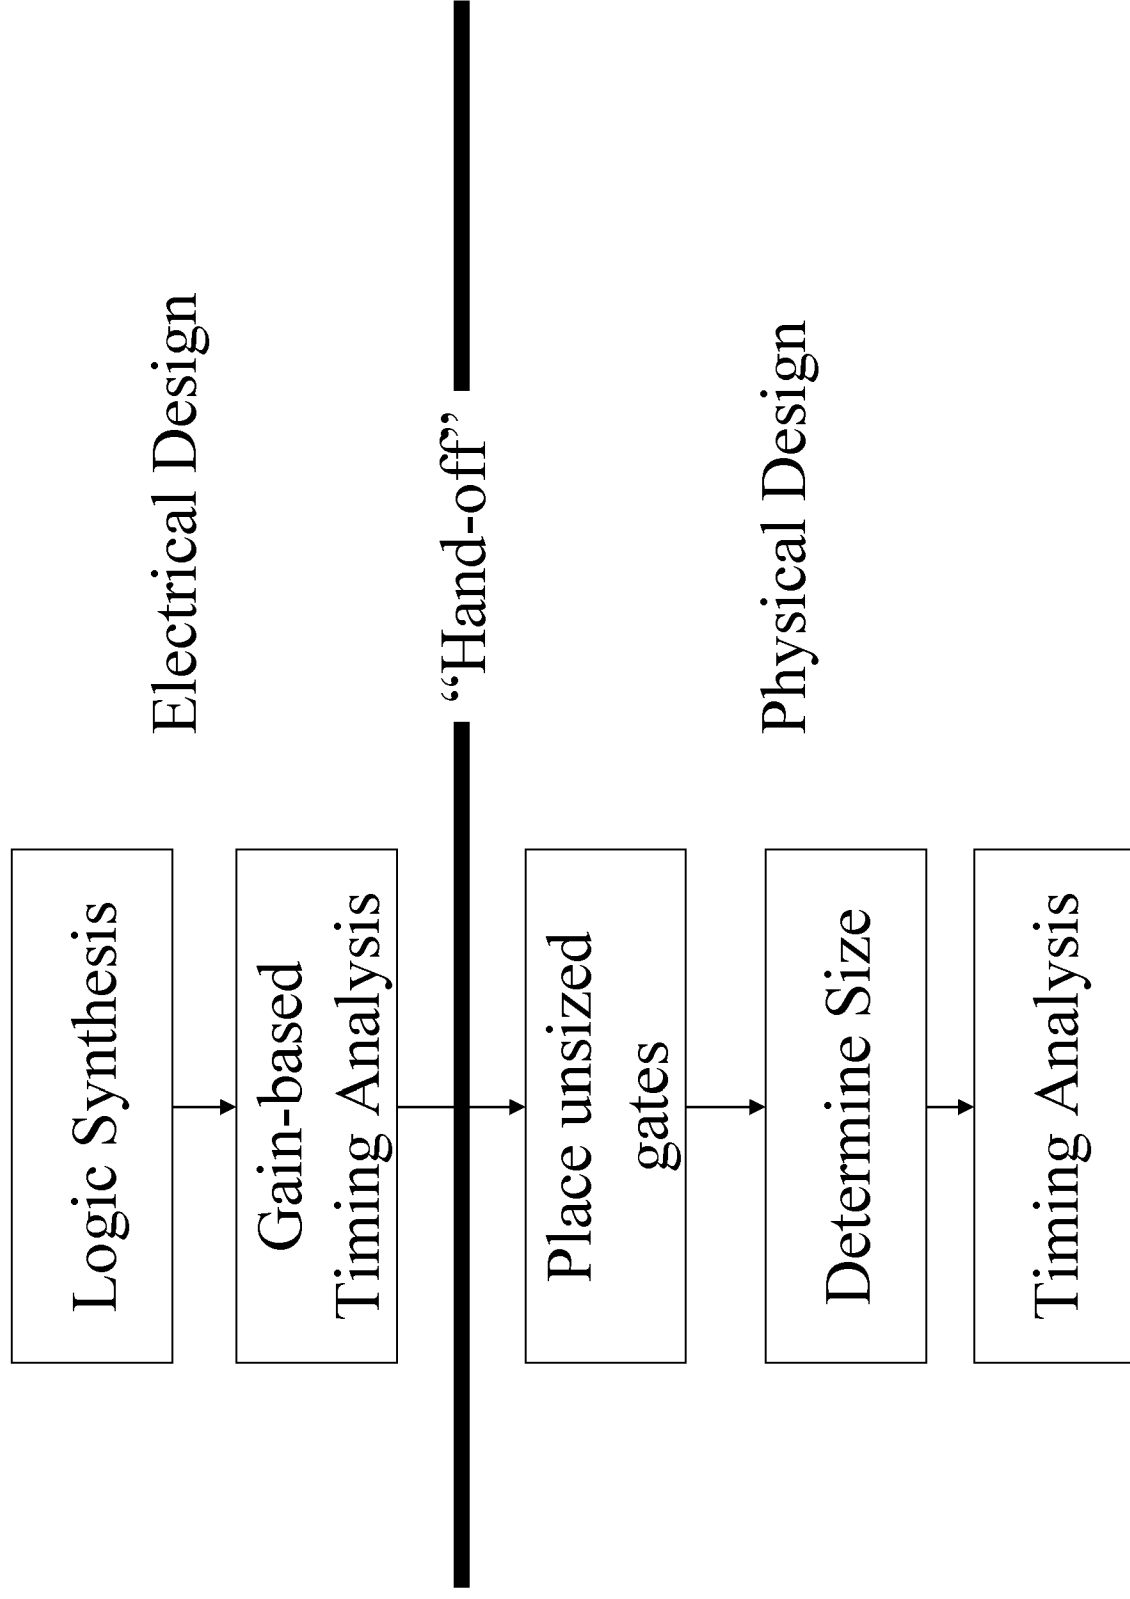 Logic Synthesis
Electrical Design
Gain-based
Timing Analysis
“Hand-off”
Place unsized
gates
Physical Design
Determine Size
Timing Analysis